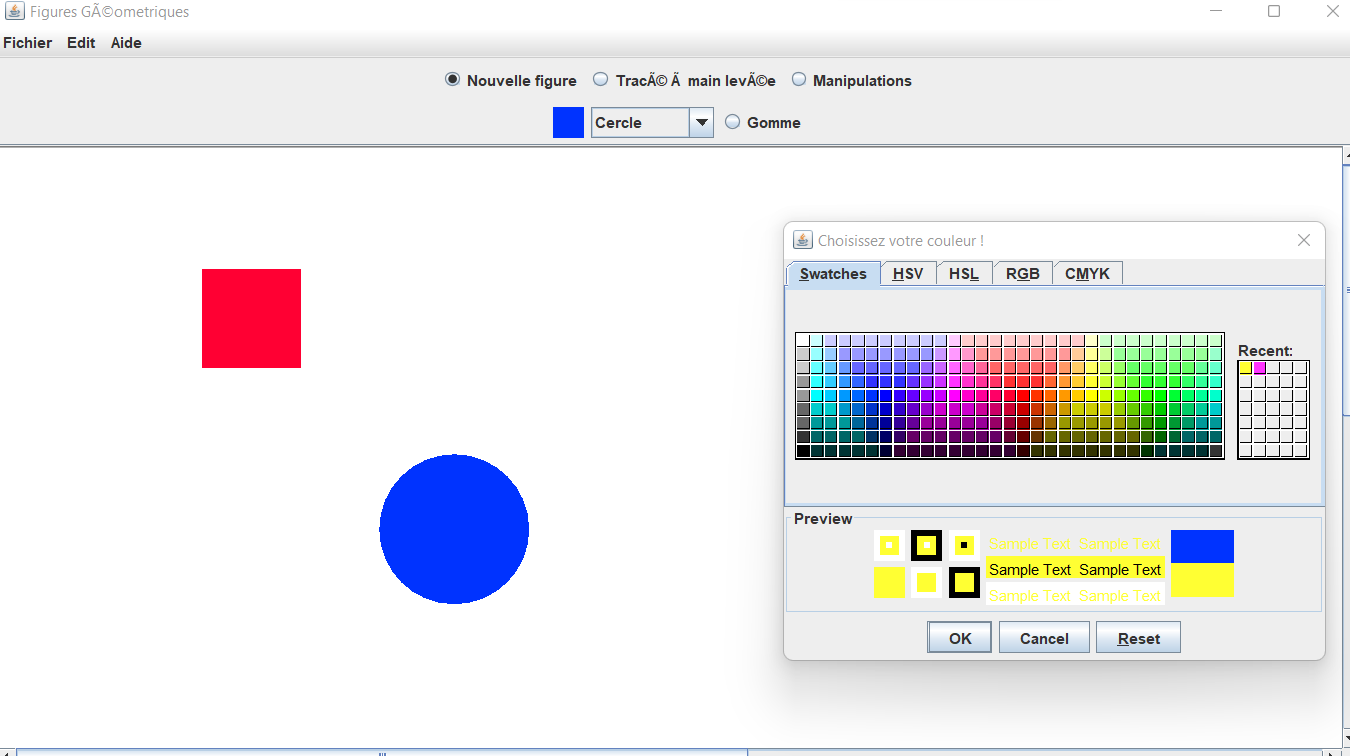 Figures GÃ©ometriques
Fichier Edit Aide
Nouvelle figure TracÃ© Ã  main levÃ©e Manipulations
Cercle Gomme
Choisissez votre couleur !
Swatches HSV HSL RGB CMYK
Recent:
Preview
Sample Text Sample Text
Sample Text Sample Text
Sample Text Sample Text
OK Cancel Reset